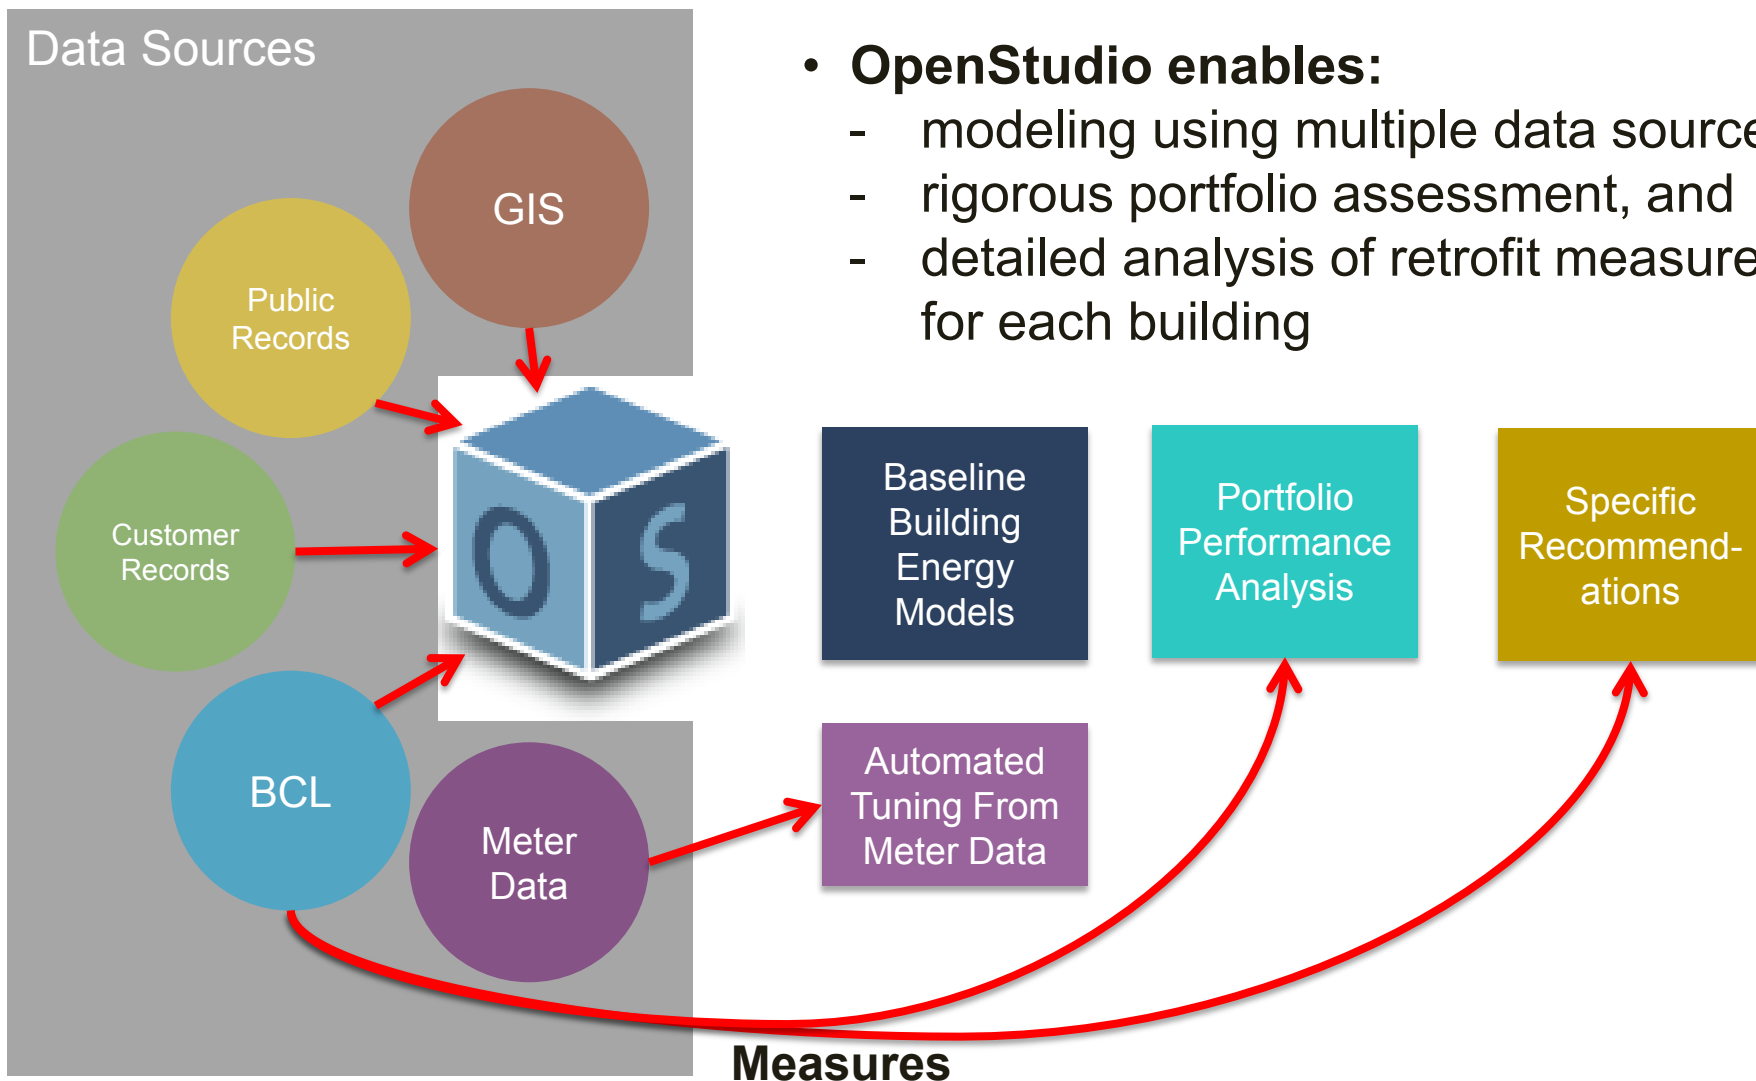 Data Sources
• OpenStudio enables:
- modeling using multiple data source
- rigorous portfolio assessment, and
- detailed analysis of retrofit measure
for each building
GIS
Public
Records
Customer
Records
BCL
Meter
Data
O S
Baseline
Building
Energy
Models
Portfolio
Performance
Analysis
Specific
Recommend-
ations
Automated
Tuning From
Meter Data
Measures